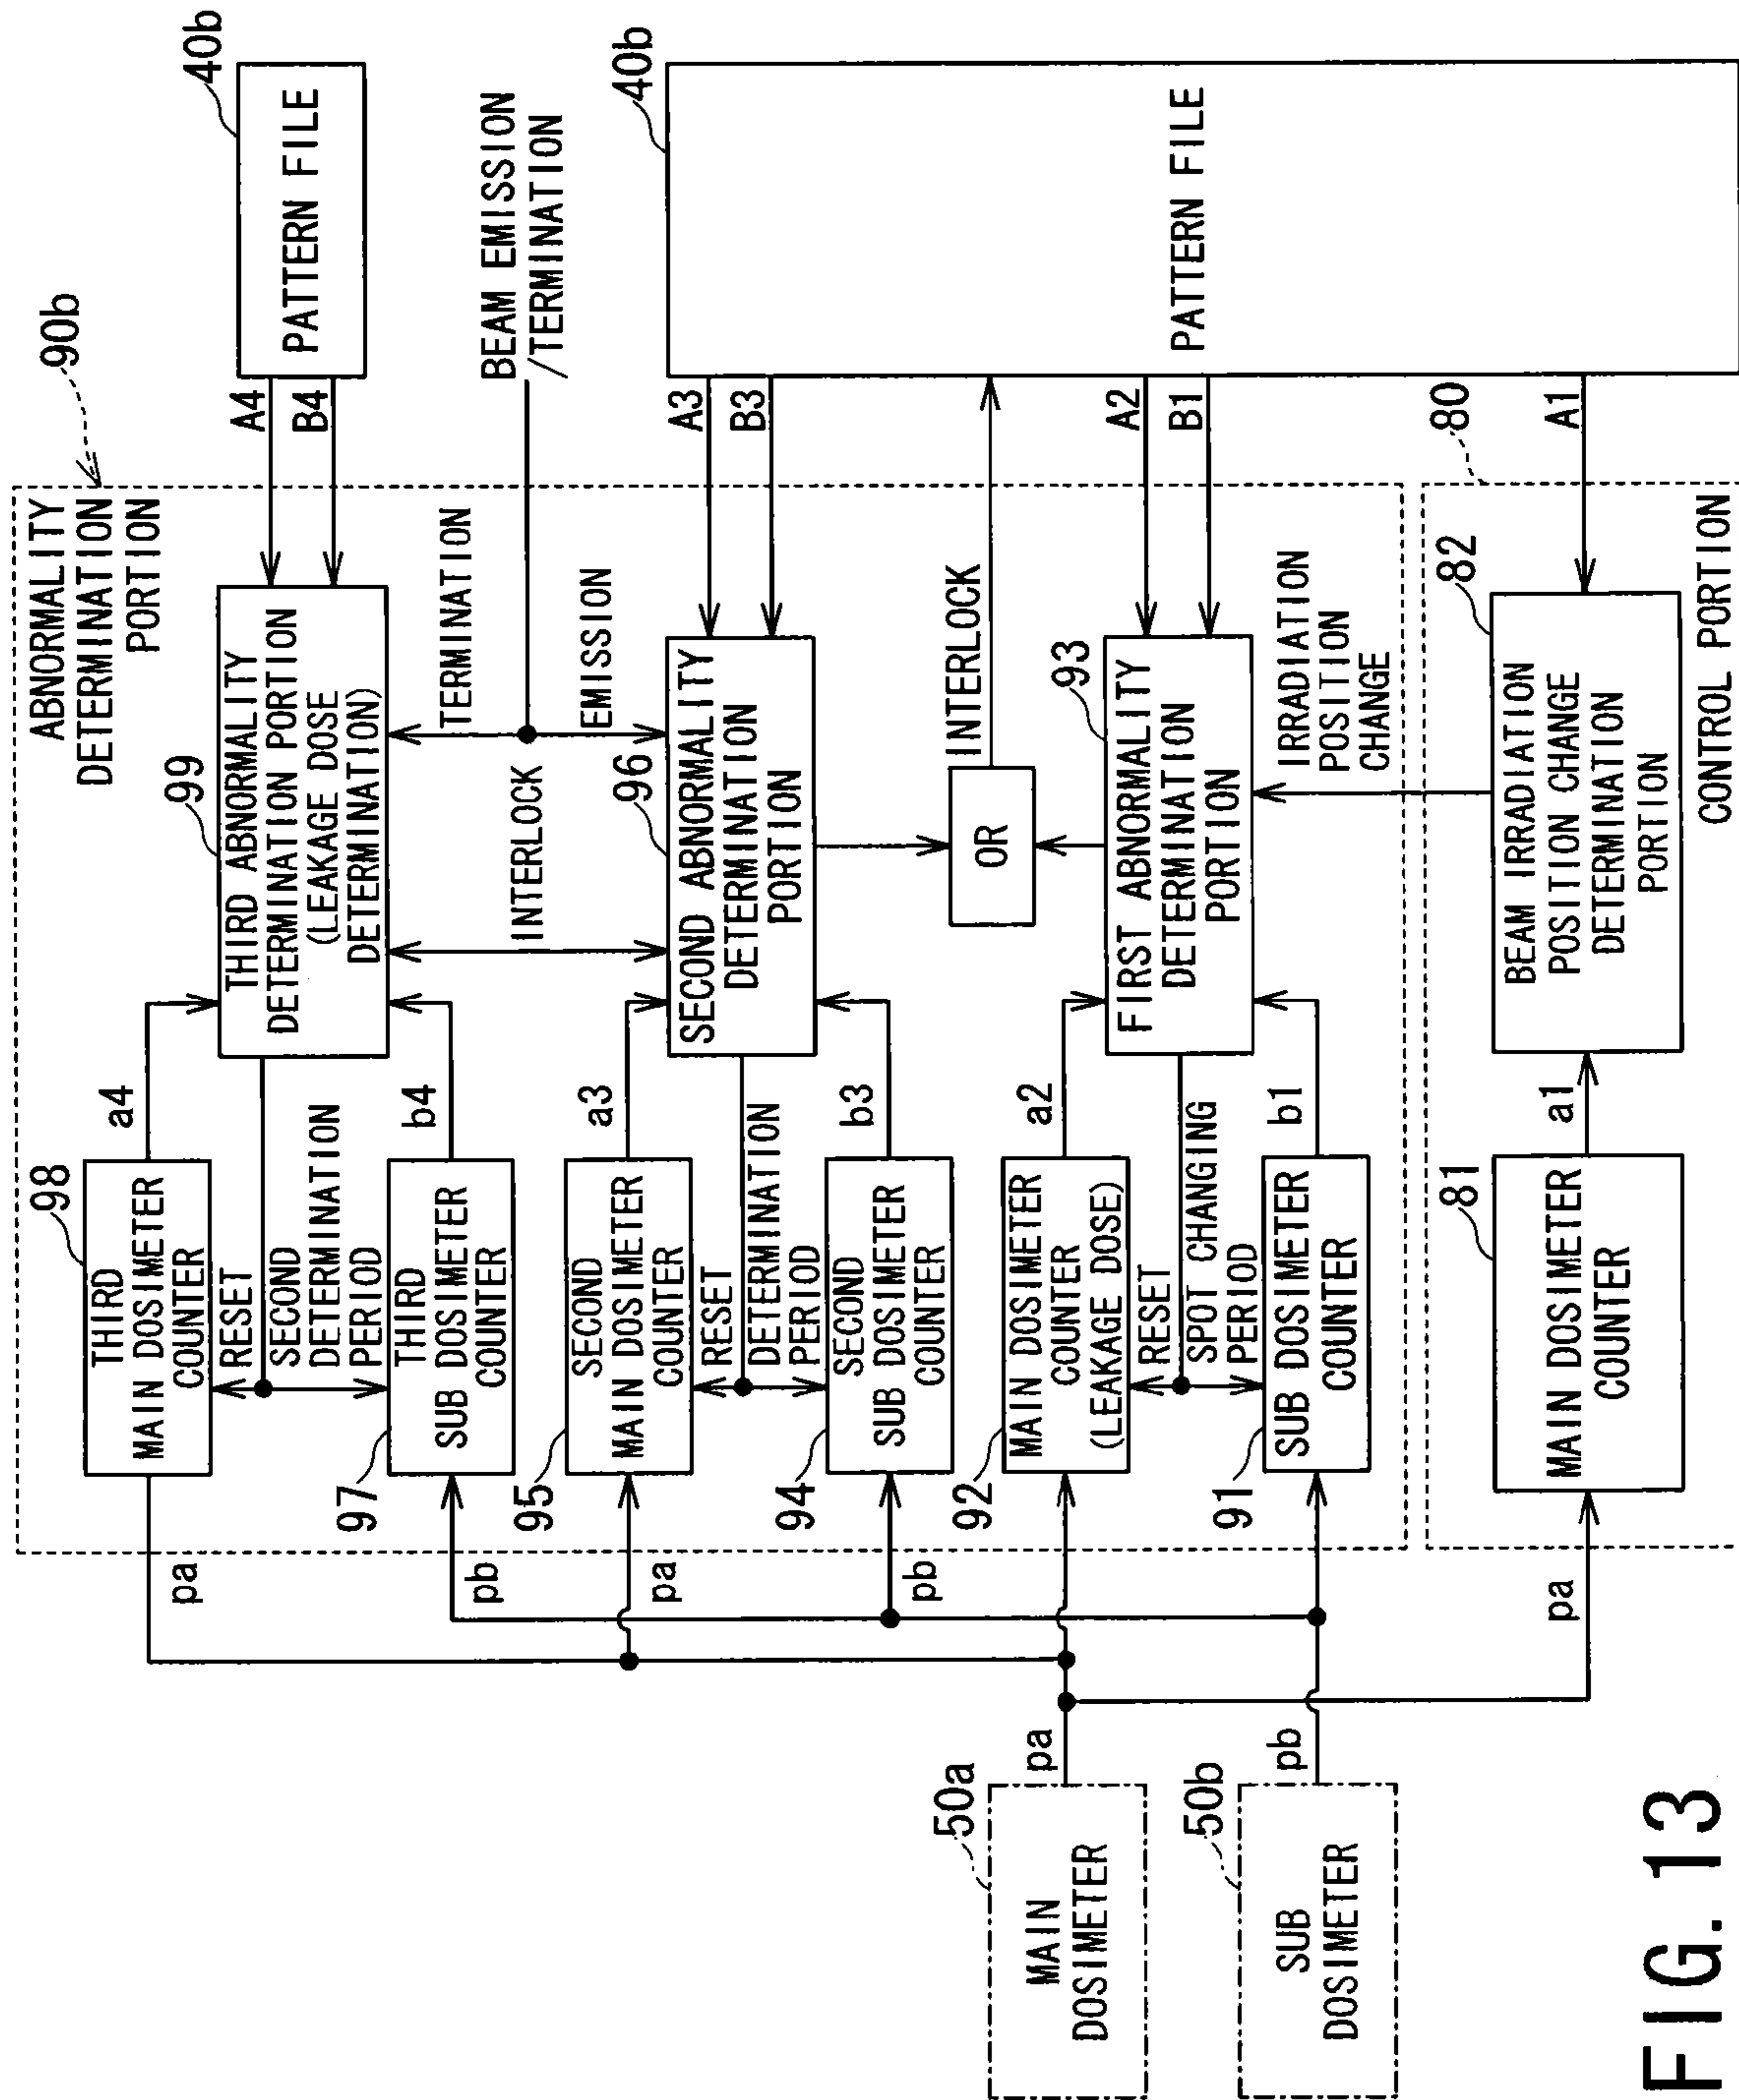 ABNORMALITY
DETERMINATION
PORTION
90b
40b
98
THIRD
MAIN DOSIMETER
COUNTER
a4
99
THIRD ABNORMALITY
DETERMINATION PORTION
(LEAKAGE DOSE
DETERMINATION)
A4
B4
PATTERN FILE
RESET
SECOND
DETERMINATION
PERIOD
pa
97
THIRD
SUB DOSIMETER
COUNTER
b4
pb
TERMINATION
INTERLOCK
EMISSION
BEAM EMISSION
/TERMINATION
95
SECOND
MAIN DOSIMETER
COUNTER
a3
96
SECOND ABNORMALITY
DETERMINATION
PORTION
A3
B3
40b
PATTERN FILE
RESET
DETERMINATION
PERIOD
pa
94
SECOND
SUB DOSIMETER
COUNTER
b3
pb
OR
INTERLOCK
92
MAIN DOSIMETER
COUNTER
(LEAKAGE DOSE)
a2
93
FIRST ABNORMALITY
DETERMINATION
PORTION
A2
B1
RESET
SPOT CHANGING
PERIOD
91
SUB DOSIMETER
COUNTER
b1
IRRADIATION
POSITION
CHANGE
50a
MAIN
DOSIMETER
pa
50b
SUB
DOSIMETER
pb
80
81
MAIN DOSIMETER
COUNTER
pa
a1
82
BEAM IRRADIATION
POSITION CHANGE
DETERMINATION
PORTION
A1
CONTROL PORTION
FIG. 13